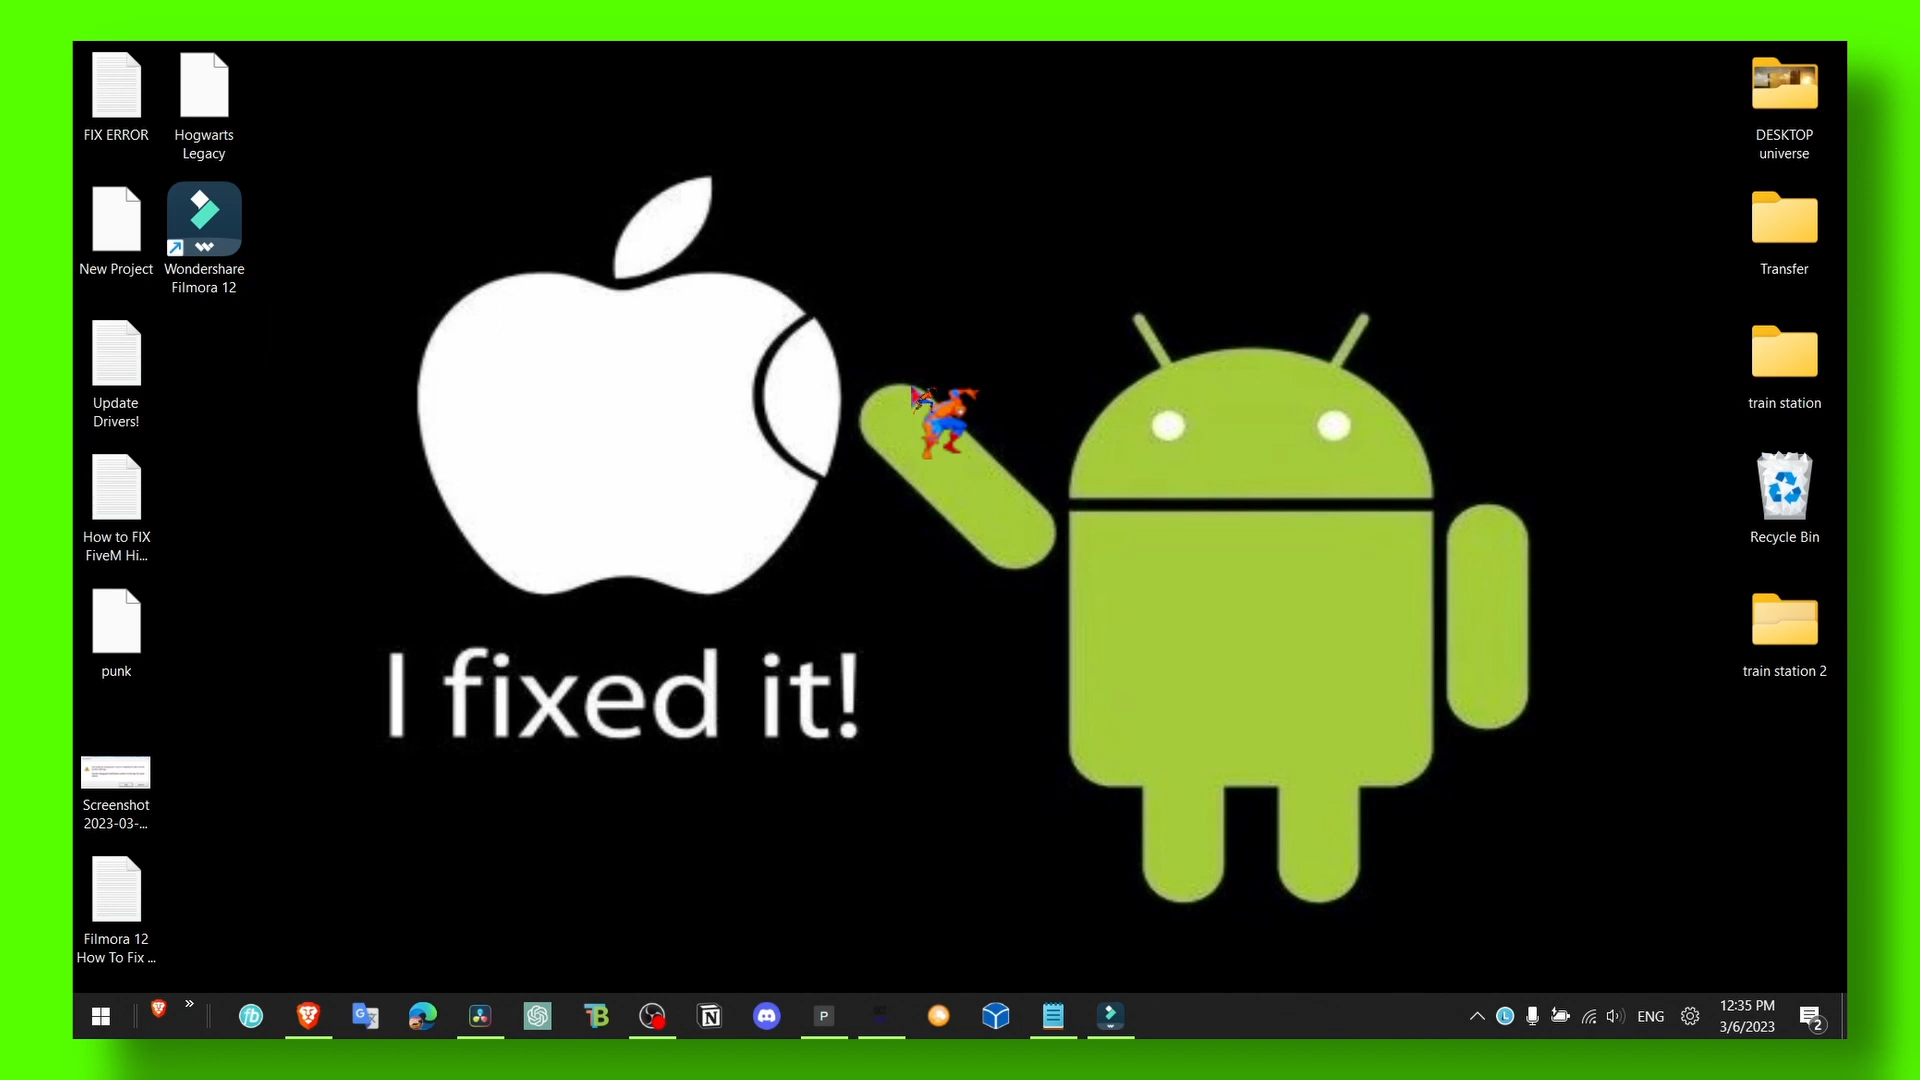 FIX ERROR
Hogwarts
Legacy
New Project
Wondershare
Filmora 12
Update
Drivers!
How to FIX
FiveM Hi...
punk
Screenshot
2023-03-...
Filmora 12
How To Fix ...
I fixed it!
DESKTOP
universe
Transfer
train station
Recycle Bin
train station 2
ENG
12:35 PM
3/6/2023
2